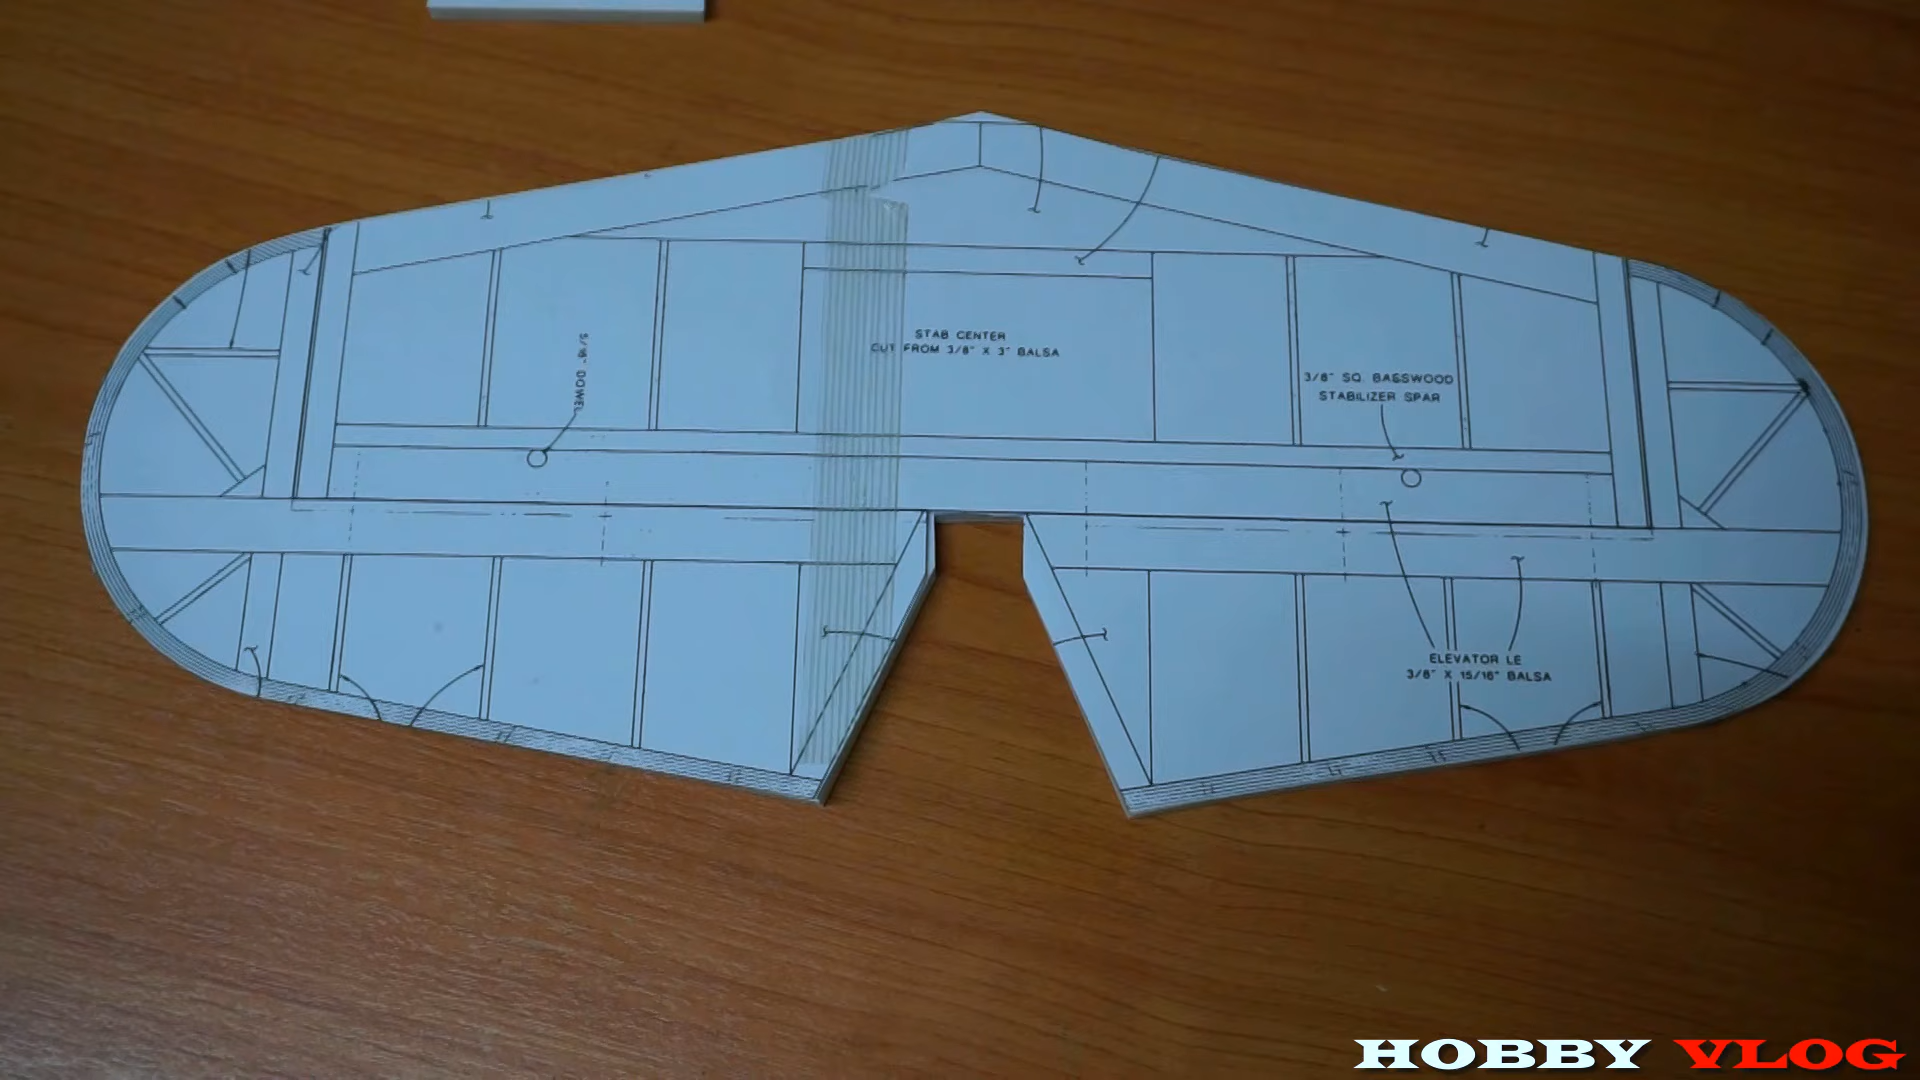 STAB CENTER
CUT FROM 3/8" X 3" BALSA
5/16" DOWEL
3/8" SQ. BASSWOOD
STABILIZER SPAR
ELEVATOR LE
3/8" X 15/16" BALSA
HOBBY VLOG